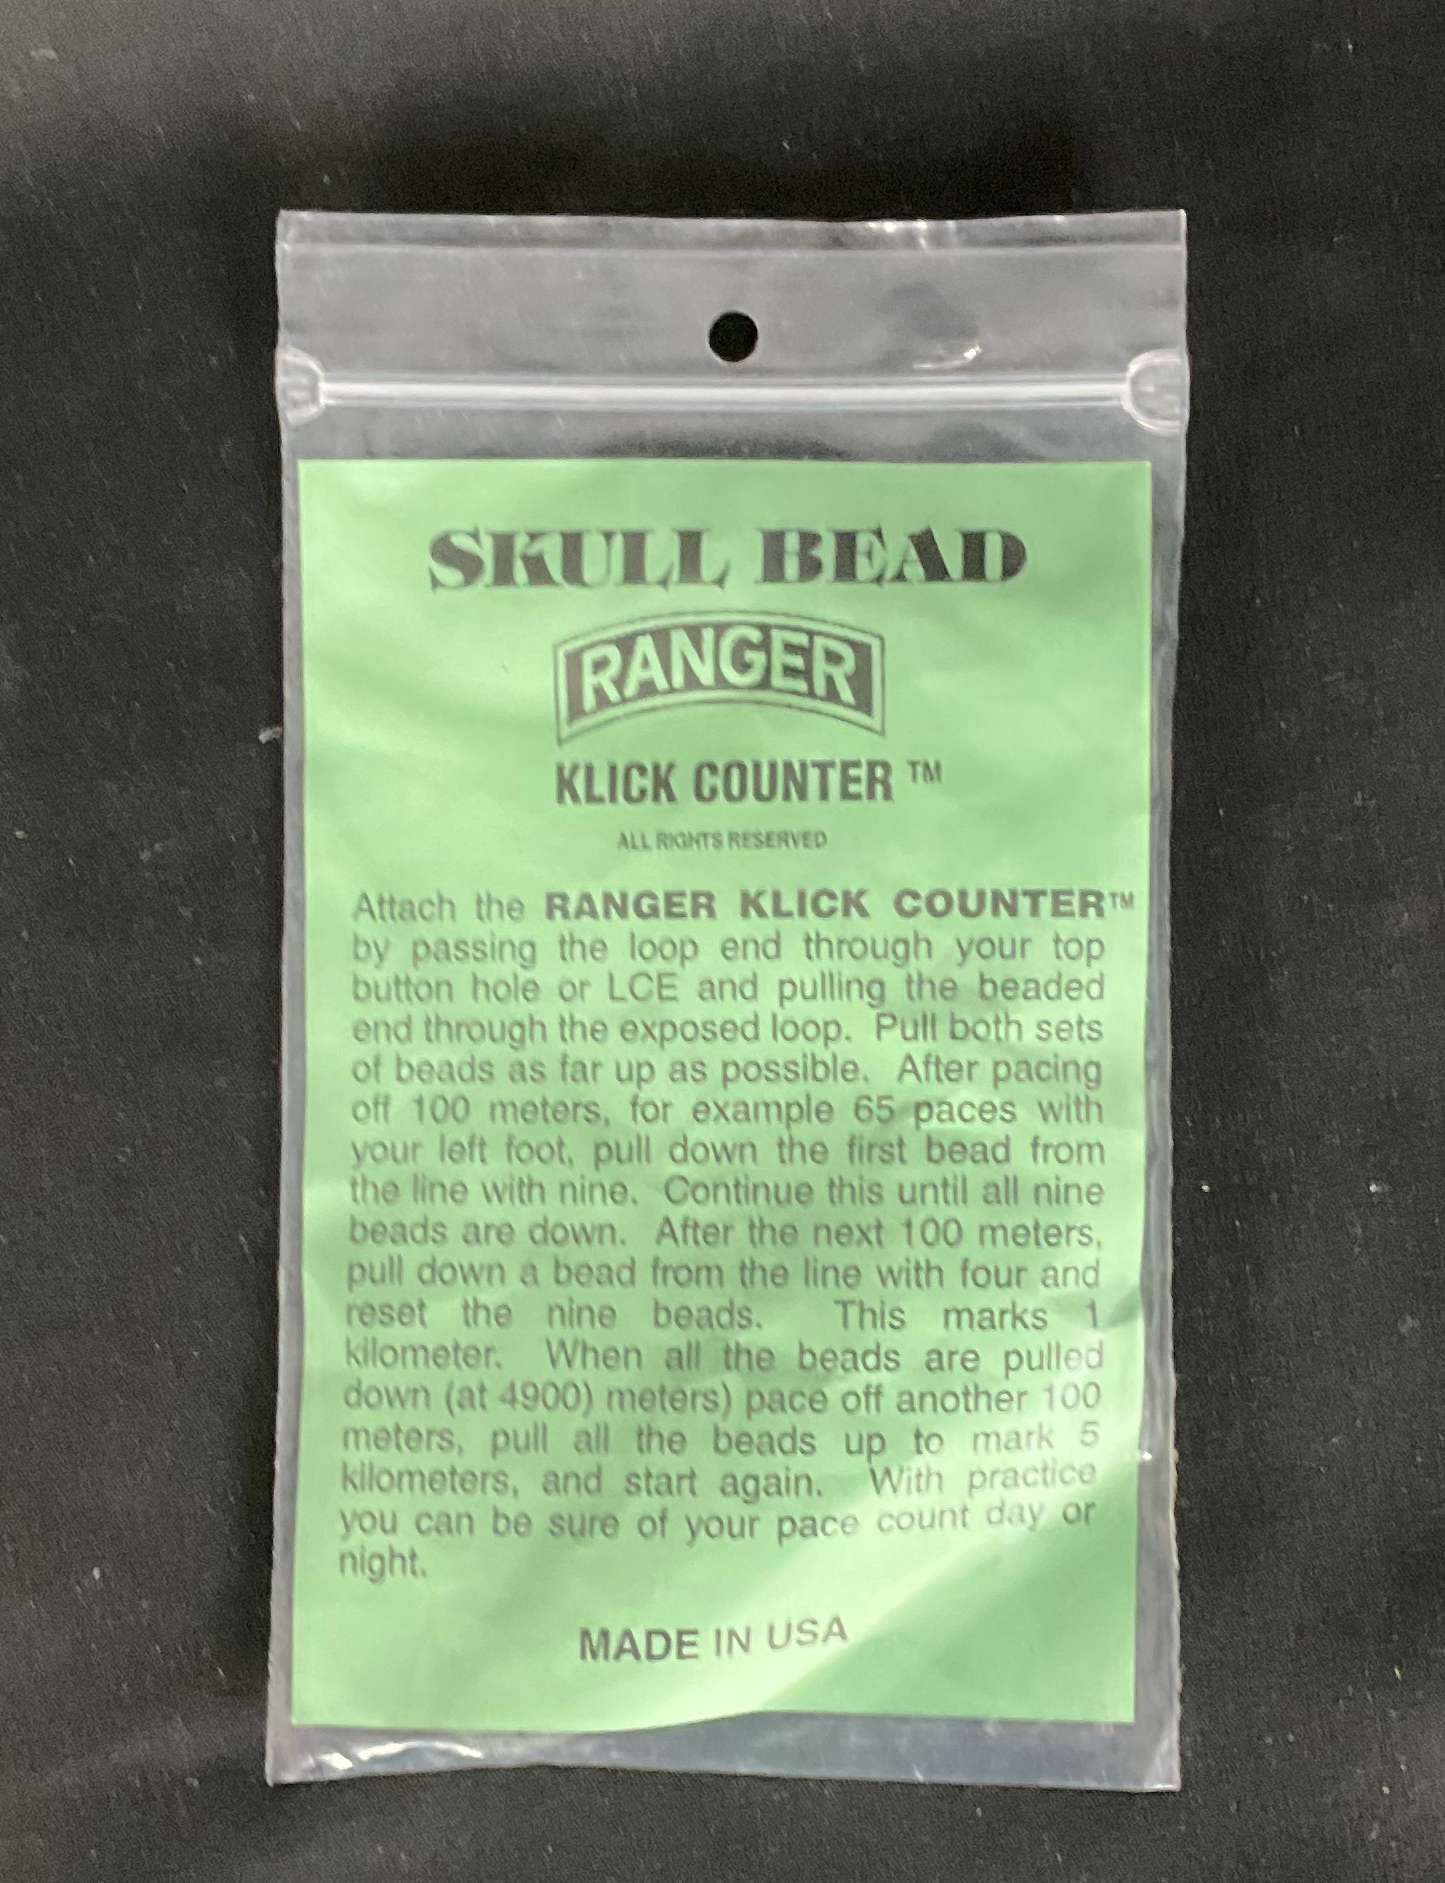 SKULL BEAD
RANGER
KLICK COUNTER ™
ALL RIGHTS RESERVED
Attach the RANGER KLICK COUNTER™
by passing the loop end through your top
button hole or LCE and pulling the beaded
end through the exposed loop. Pull both sets
of beads as far up as possible. After pacing
off 100 meters, for example 65 paces with
your left foot, pull down the first bead from
the line with nine. Continue this until all nine
beads are down. After the next 100 meters,
pull down a bead from the line with four and
reset the nine beads. This marks 1
kilometer. When all the beads are pulled
down (at 4900) meters) pace off another 100
meters, pull all the beads up to mark 5
kilometers, and start again. With practice
you can be sure of your pace count day or
night.
MADE IN USA